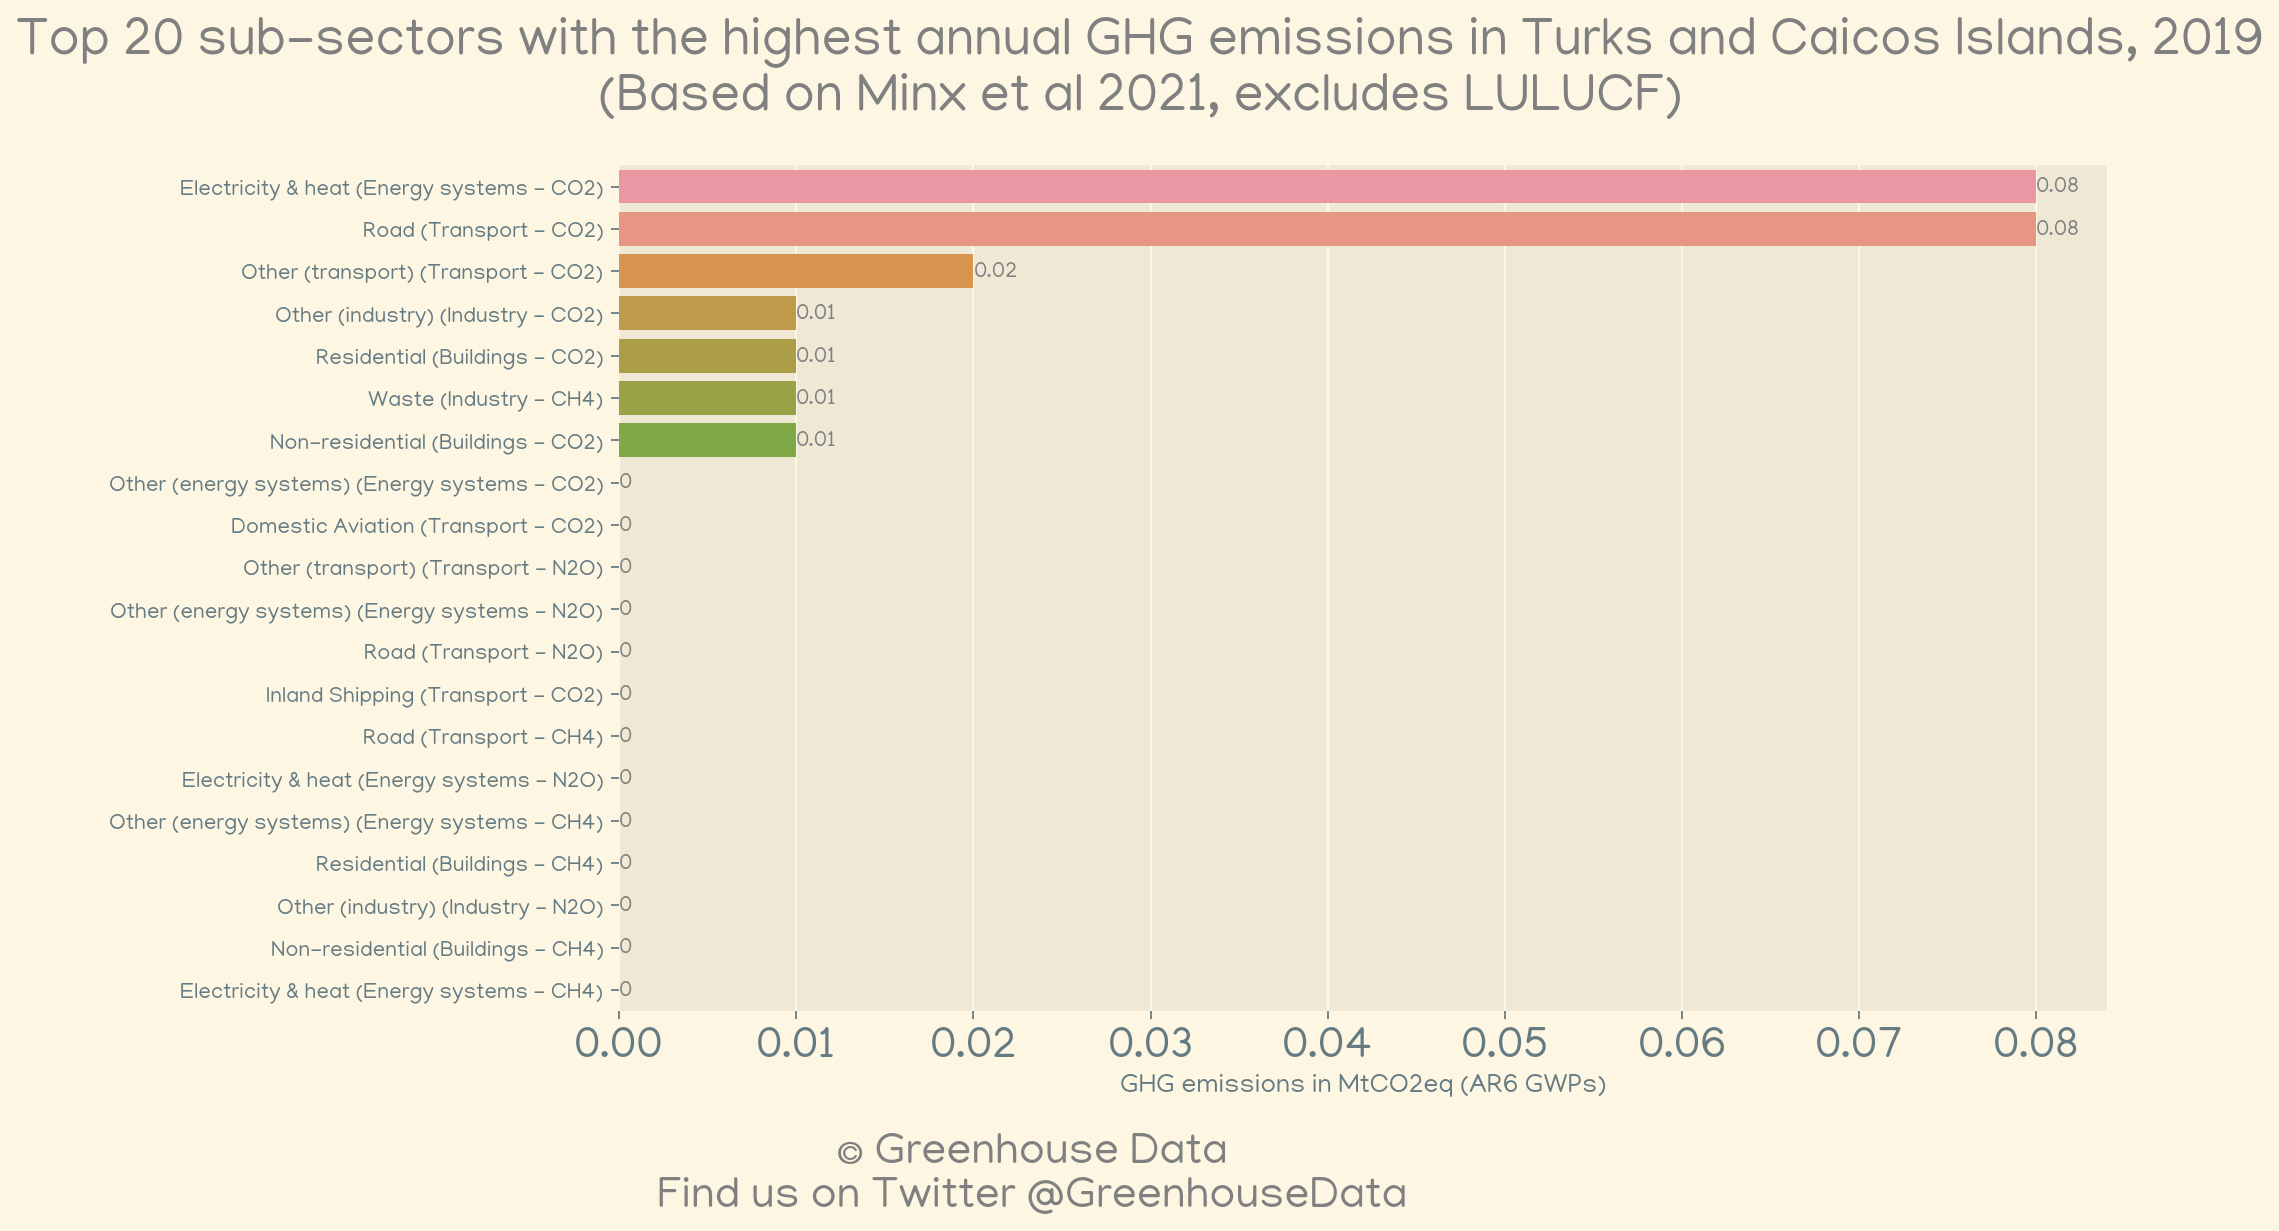 Top 20 sub-sectors with the highest annual GHG emissions in Turks and Caicos Islands, 2019
(Based on Minx et al 2021, excludes LULUCF)
Electricity & heat (Energy systems - CO2) 0.08
Road (Transport - CO2) 0.08
Other (transport) (Transport - CO2) 0.02
Other (industry) (Industry - CO2) 0.01
Residential (Buildings - CO2) 0.01
Waste (Industry - CH4) 0.01
Non-residential (Buildings - CO2) 0.01
Other (energy systems) (Energy systems - CO2) 0
Domestic Aviation (Transport - CO2) 0
Other (transport) (Transport - N2O) 0
Other (energy systems) (Energy systems - N2O) 0
Road (Transport - N2O) 0
Inland Shipping (Transport - CO2) 0
Road (Transport - CH4) 0
Electricity & heat (Energy systems - N2O) 0
Other (energy systems) (Energy systems - CH4) 0
Residential (Buildings - CH4) 0
Other (industry) (Industry - N2O) 0
Non-residential (Buildings - CH4) 0
Electricity & heat (Energy systems - CH4) 0
0.00 0.01 0.02 0.03 0.04 0.05 0.06 0.07 0.08
GHG emissions in MtCO2eq (AR6 GWPs)
© Greenhouse Data
Find us on Twitter @GreenhouseData